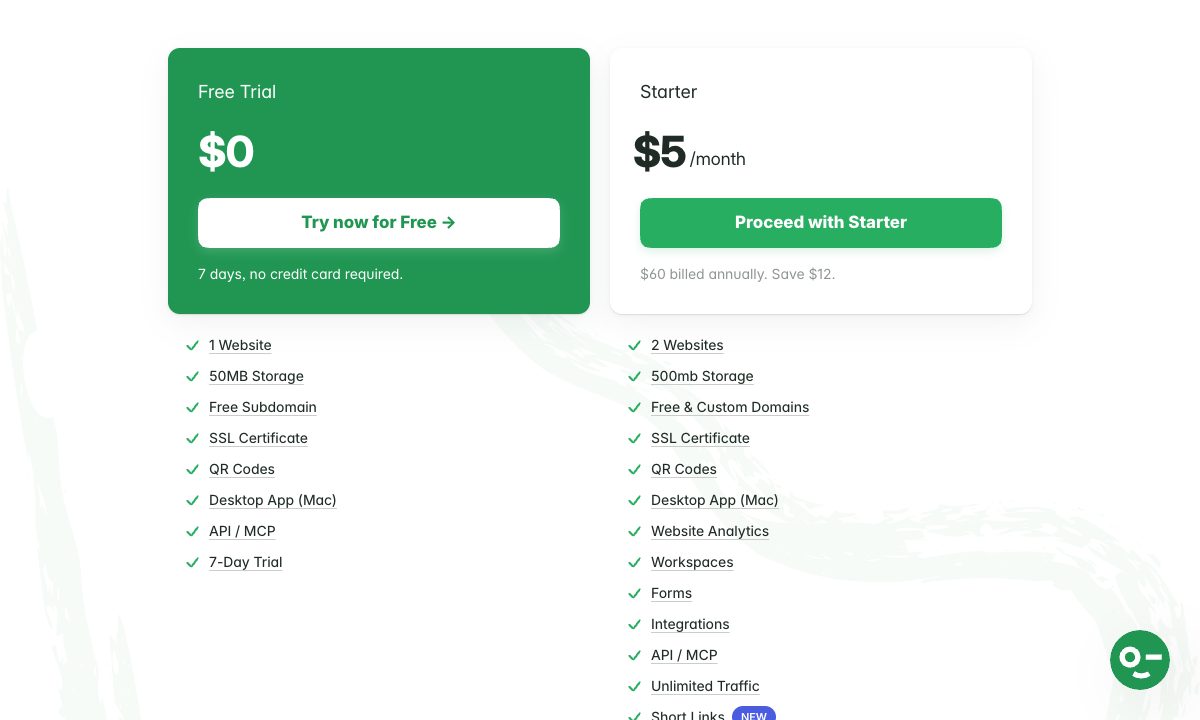 Free Trial
$0
Try now for Free →
7 days, no credit card required.
1 Website
50MB Storage
Free Subdomain
SSL Certificate
QR Codes
Desktop App (Mac)
API / MCP
7-Day Trial
Starter
$5 /month
Proceed with Starter
$60 billed annually. Save $12.
2 Websites
500mb Storage
Free & Custom Domains
SSL Certificate
QR Codes
Desktop App (Mac)
Website Analytics
Workspaces
Forms
Integrations
API / MCP
Unlimited Traffic
Short Links NEW